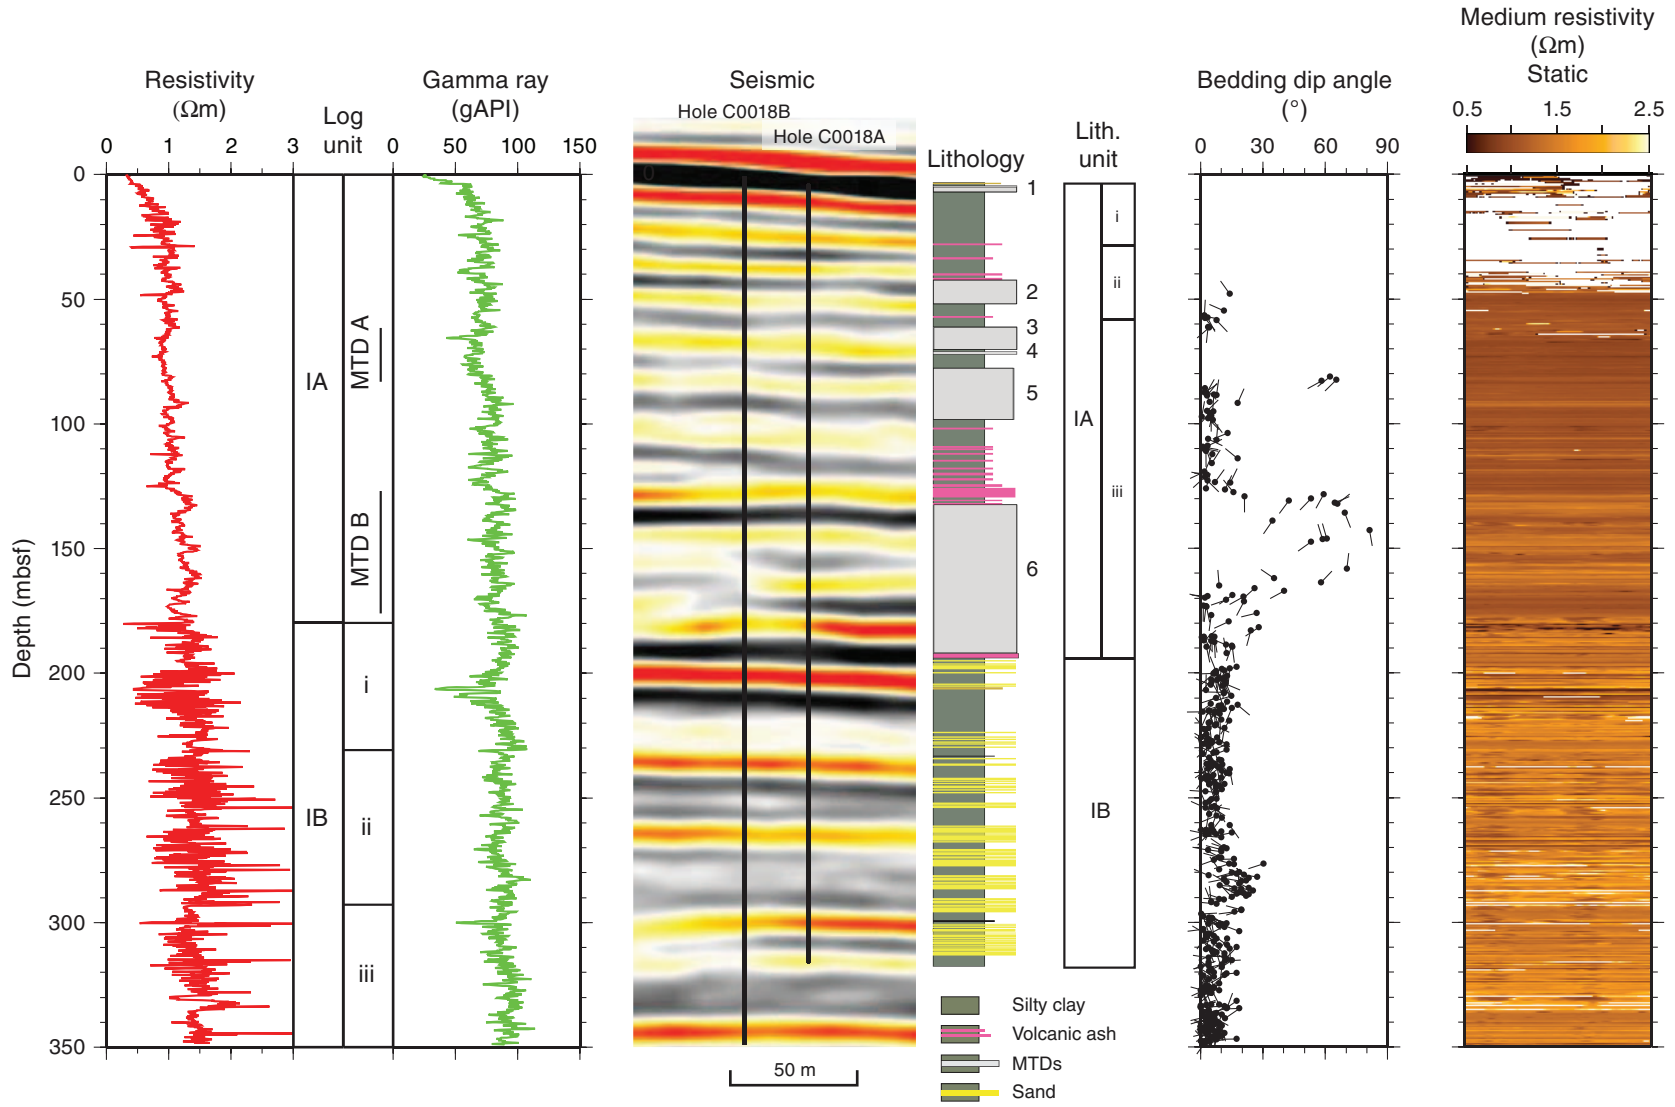 Resistivity
(Ωm)
0 1 2 3
Log
unit
Gamma ray
(gAPI)
0 50 100 150
Seismic
Hole C0018B
Hole C0018A
0
Lithology
Lith.
unit
Bedding dip angle
(°)
0 30 60 90
Medium resistivity
(Ωm)
Static
0.5 1.5 2.5
Depth (mbsf)
0
50
100
150
200
250
300
350
IA
MTD A
MTD B
IB
i
ii
iii
1
2
3
4
5
6
IA
i
ii
iii
IB
50 m
Silty clay
Volcanic ash
MTDs
Sand